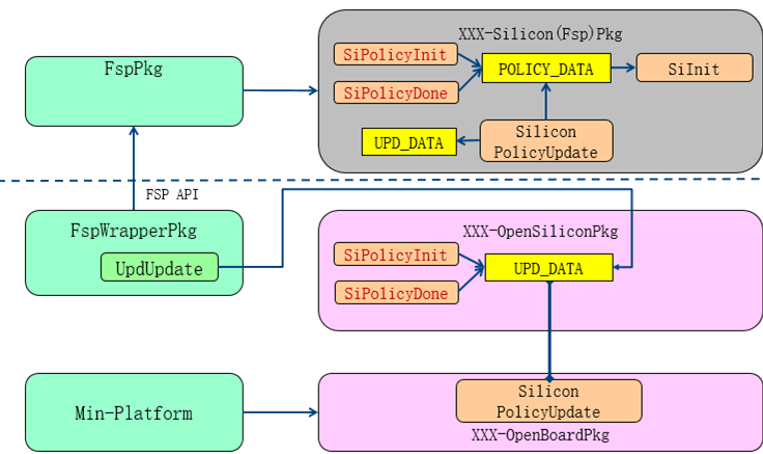 XXX-Silicon(Fsp)Pkg
FspPkg
SiPolicyInit
SiPolicyDone
POLICY_DATA
SiInit
UPD_DATA
Silicon
PolicyUpdate
FSP API
FspWrapperPkg
UpdUpdate
XXX-OpenSiliconPkg
SiPolicyInit
SiPolicyDone
UPD_DATA
Min-Platform
Silicon
PolicyUpdate
XXX-OpenBoardPkg